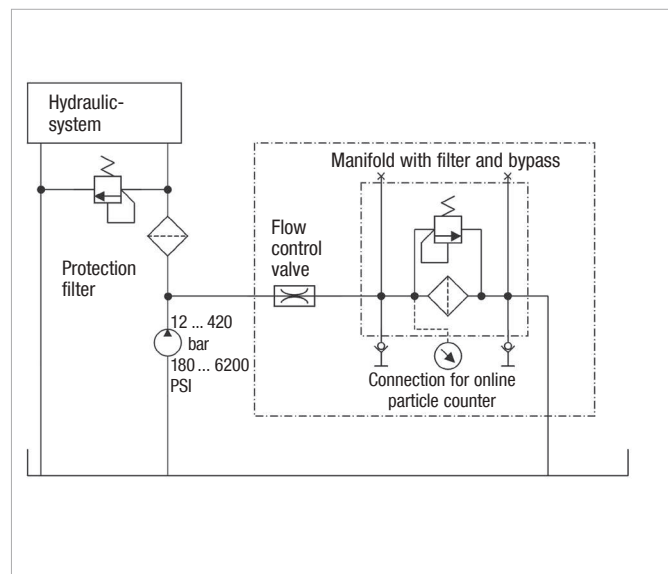 Hydraulic-
system
Manifold with filter and bypass
Flow
control
valve
Protection
filter
12 ... 420
bar
180 ... 6200
PSI
Connection for online
particle counter